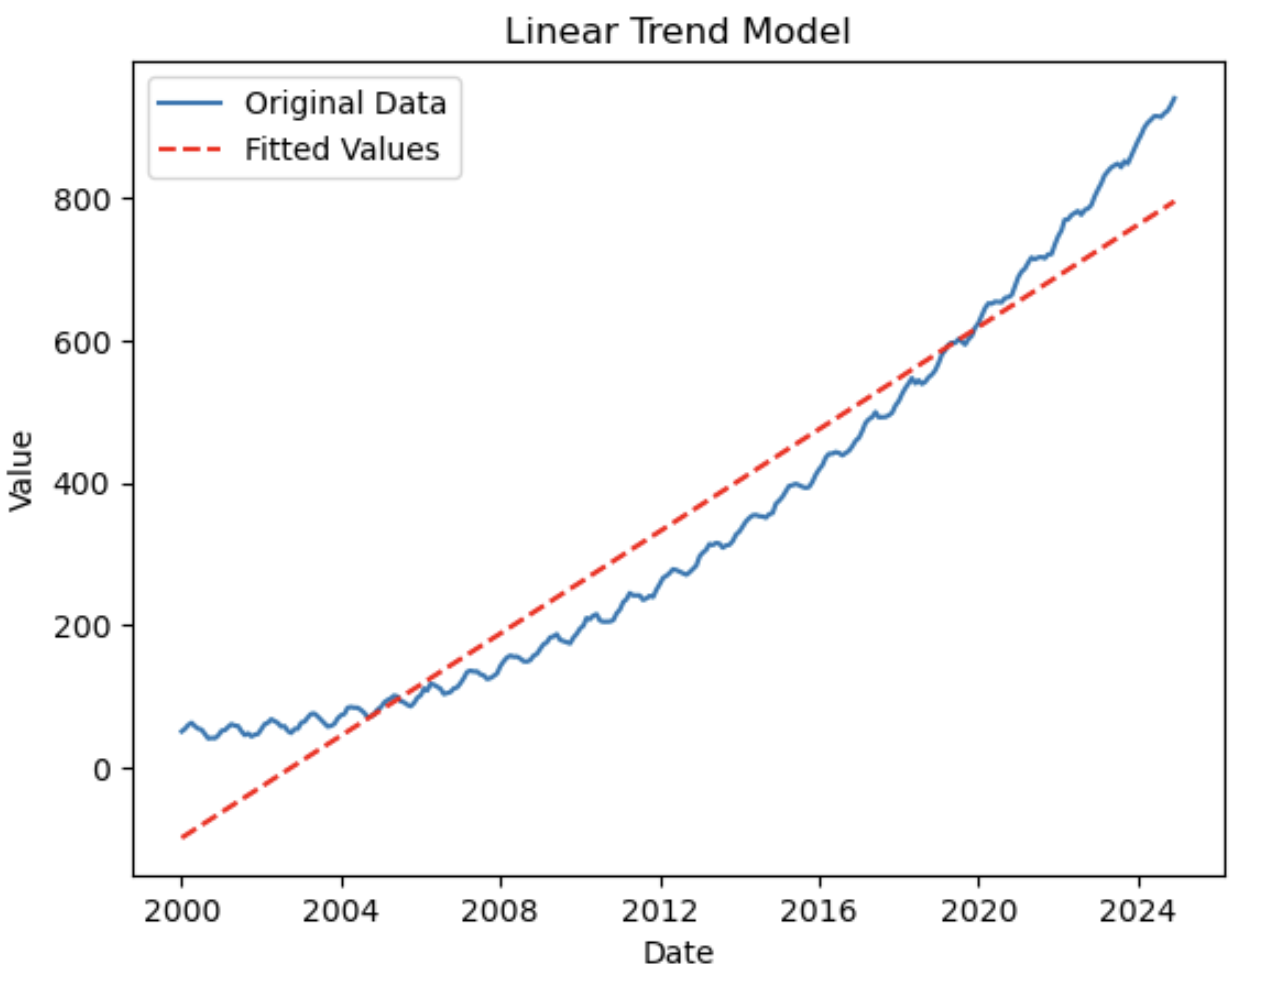 Linear Trend Model
Original Data
Fitted Values
Value
800
600
400
200
0
2000 2004 2008 2012 2016 2020 2024
Date